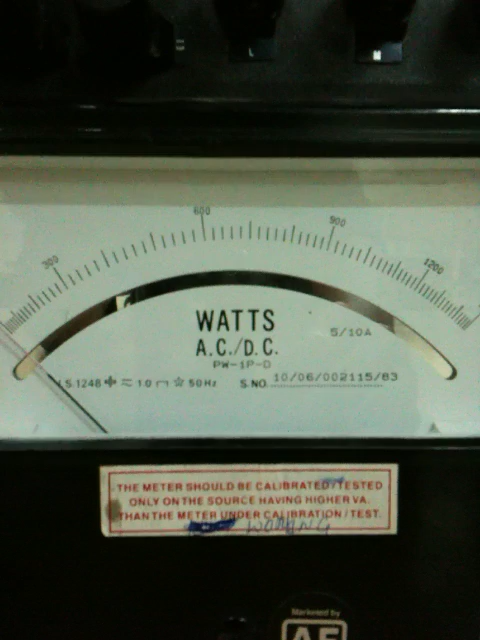 300
600
900
1200
WATTS
A.C./D.C.
5/10A
PW-1P-D
I.S.1248 1.0 50Hz S.NO. 10/06/002115/83
THE METER SHOULD BE CALIBRATED/TESTED
ONLY ON THE SOURCE HAVING HIGHER VA.
THAN THE METER UNDER CALIBRATION / TEST.
Marketed by
AE